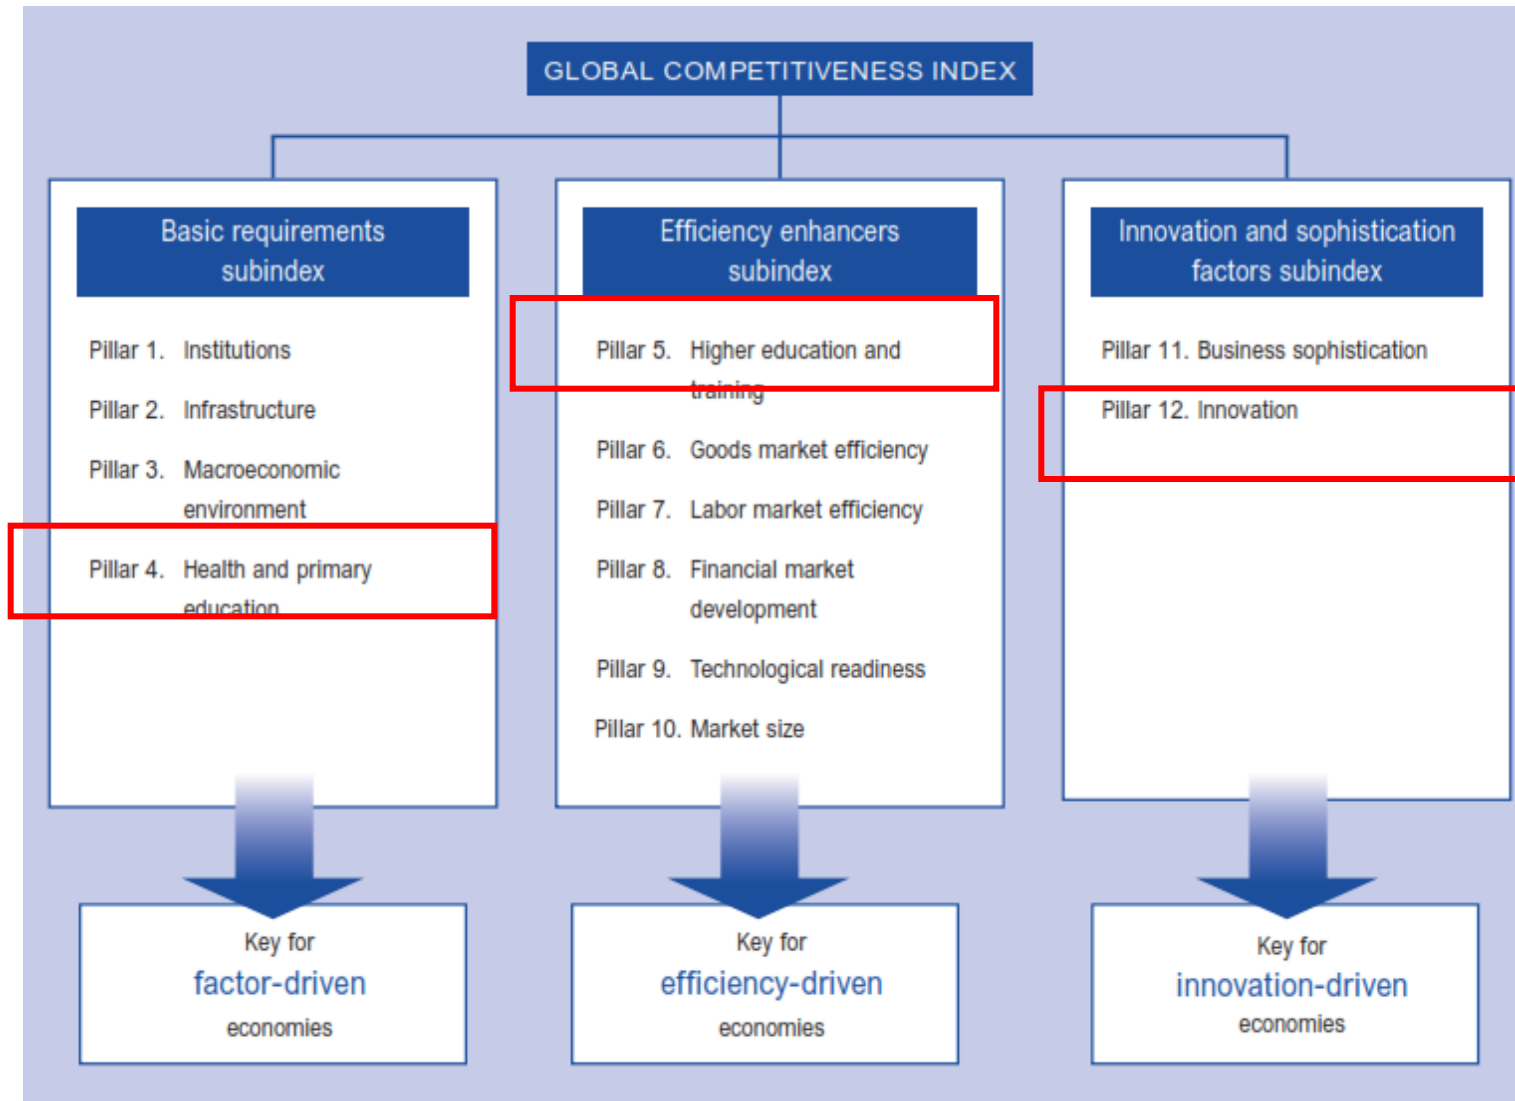 GLOBAL COMPETITIVENESS INDEX
Basic requirements
subindex
Pillar 1. Institutions
Pillar 2. Infrastructure
Pillar 3. Macroeconomic
environment
Pillar 4. Health and primary
education
Key for
factor-driven
economies
Efficiency enhancers
subindex
Pillar 5. Higher education and
training
Pillar 6. Goods market efficiency
Pillar 7. Labor market efficiency
Pillar 8. Financial market
development
Pillar 9. Technological readiness
Pillar 10. Market size
Key for
efficiency-driven
economies
Innovation and sophistication
factors subindex
Pillar 11. Business sophistication
Pillar 12. Innovation
Key for
innovation-driven
economies